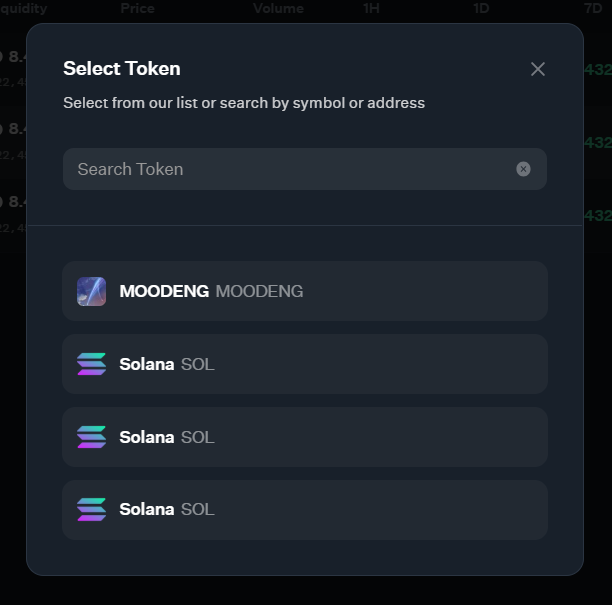 Price Volume 1H 1D 7D
Select Token
Select from our list or search by symbol or address
Search Token
MOODENG MOODENG
Solana SOL
Solana SOL
Solana SOL